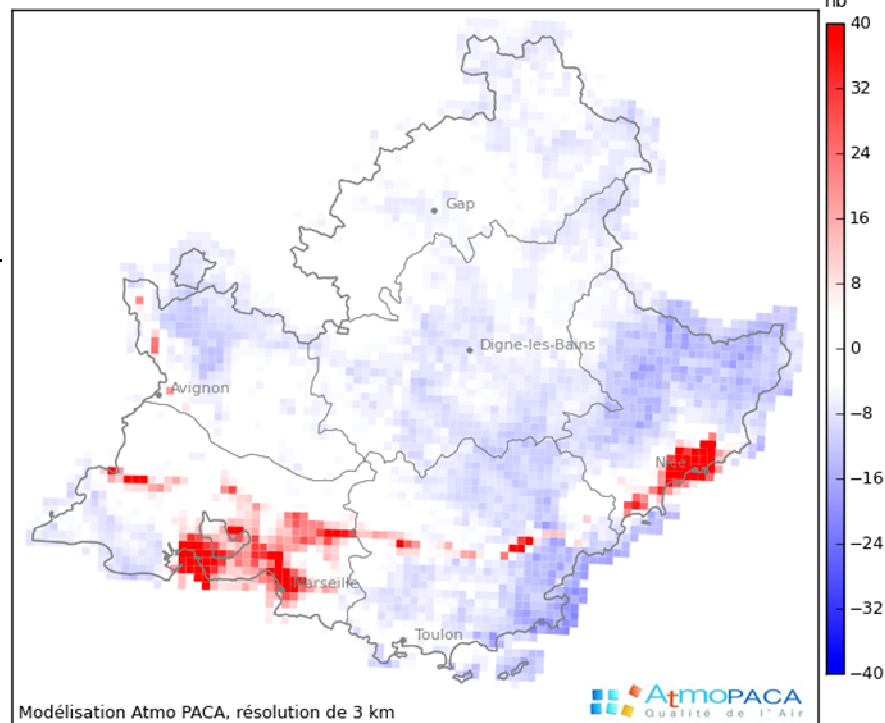 nb
40
32
24
16
8
0
−8
−16
−24
−32
−40
Gap
Digne-les-Bains
Avignon
Nice
Marseille
Toulon
Modélisation Atmo PACA, résolution de 3 km
AtmoPACA
Qualité de l'Air